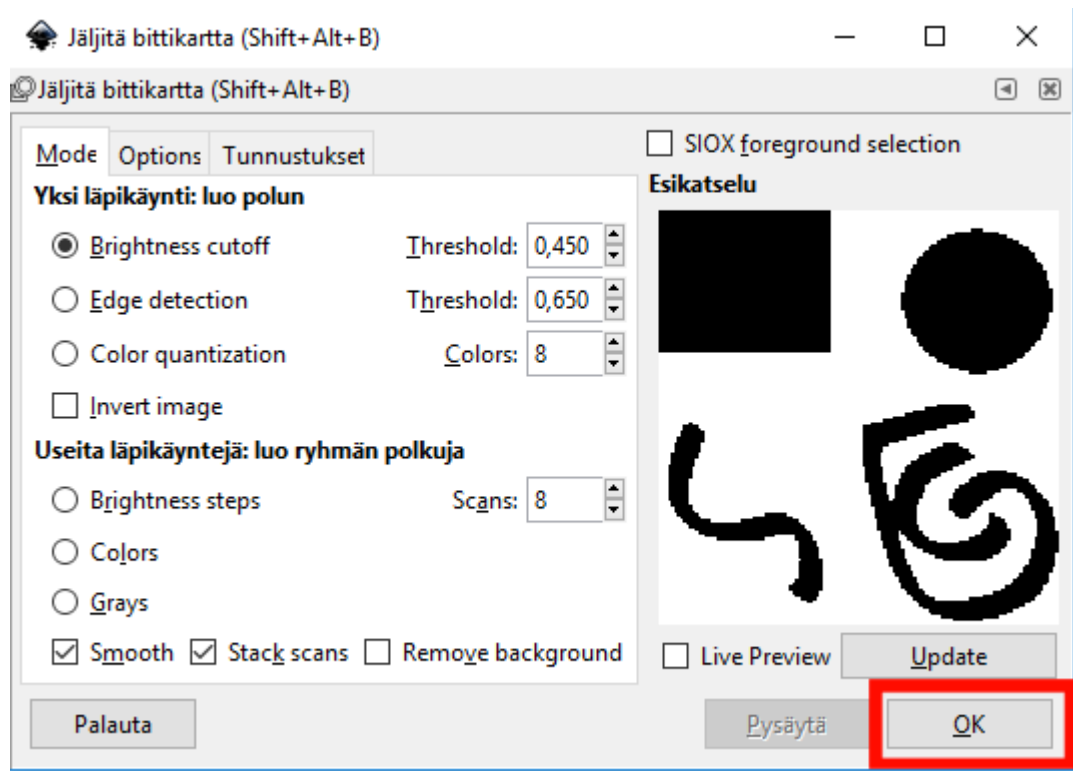 Jäljitä bittikartta (Shift+Alt+B)
Jäljitä bittikartta (Shift+Alt+B)
Mode Options Tunnustukset
SIOX foreground selection
Yksi läpikäynti: luo polun
Esikatselu
Brightness cutoff Threshold: 0,450
Edge detection Threshold: 0,650
Color quantization Colors: 8
Invert image
Useita läpikäyntejä: luo ryhmän polkuja
Brightness steps Scans: 8
Colors
Grays
Smooth Stack scans Remove background
Live Preview Update
Palauta Pysäytä OK